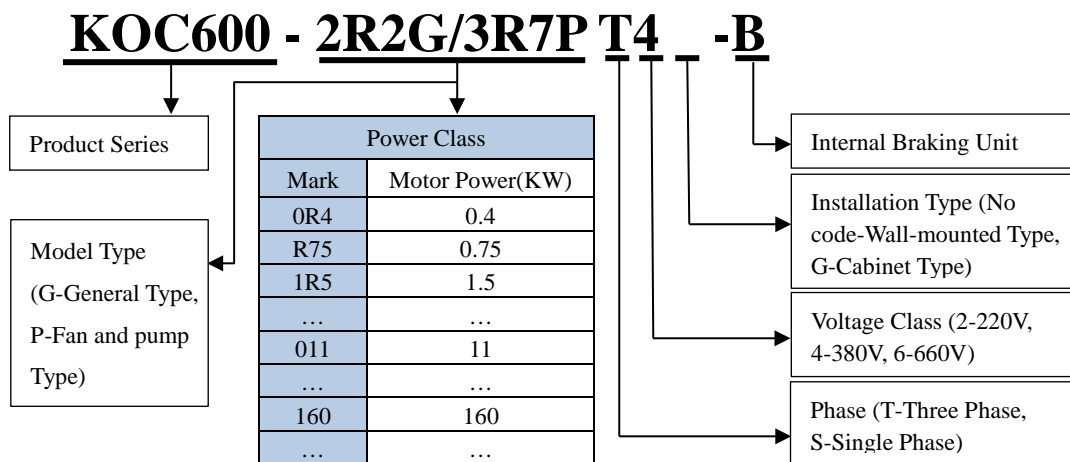 KOC600 - 2R2G/3R7P T4 _ -B
Product Series
Model Type
(G-General Type,
P-Fan and pump
Type)
Power Class
Mark Motor Power(KW)
0R4 0.4
R75 0.75
1R5 1.5
… …
011 11
… …
160 160
… …
Internal Braking Unit
Installation Type (No
code-Wall-mounted Type,
G-Cabinet Type)
Voltage Class (2-220V,
4-380V, 6-660V)
Phase (T-Three Phase,
S-Single Phase)